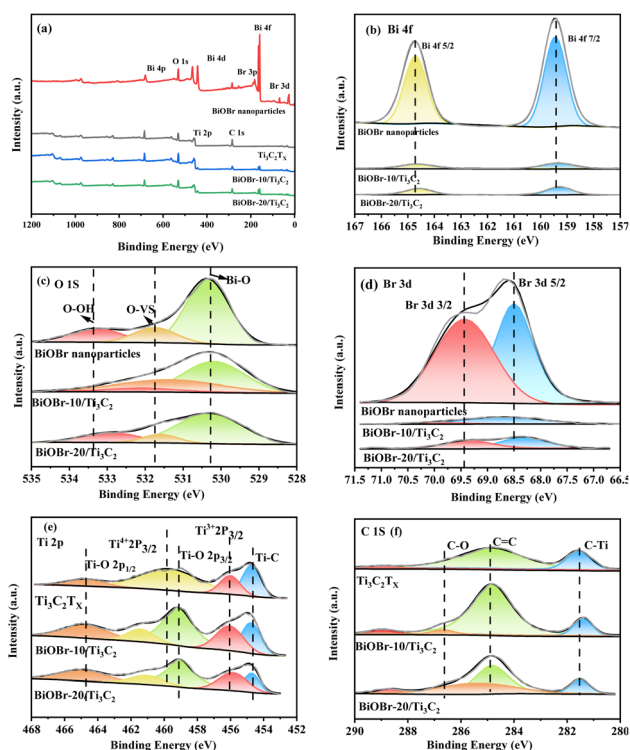 (a)
Bi 4f
Bi 4p
O 1s
Bi 4d
Br 3p
Br 3d
BiOBr nanoparticles
Ti 2p
C 1s
Ti₃C₂Tₓ
BiOBr-10/Ti₃C₂
BiOBr-20/Ti₃C₂
1200 1000 800 600 400 200 0
Binding Energy (eV)
Intensity (a.u.)
(b)
Bi 4f
Bi 4f 5/2
Bi 4f 7/2
BiOBr nanoparticles
BiOBr-10/Ti₃C₂
BiOBr-20/Ti₃C₂
167 166 165 164 163 162 161 160 159 158 157
Binding Energy (eV)
Intensity (a.u.)
(c)
O 1S
O-OH
O-VS
Bi-O
BiOBr nanoparticles
BiOBr-10/Ti₃C₂
BiOBr-20/Ti₃C₂
535 534 533 532 531 530 529 528
Binding Energy (eV)
Intensity (a.u.)
(d)
Br 3d
Br 3d 3/2
Br 3d 5/2
BiOBr nanoparticles
BiOBr-10/Ti₃C₂
BiOBr-20/Ti₃C₂
71.5 71.0 70.5 70.0 69.5 69.0 68.5 68.0 67.5 67.0 66.5
Binding Energy (eV)
Intensity (a.u.)
(e)
Ti 2p
Ti⁴⁺2P₃/₂
Ti³⁺2P₃/₂
Ti-O 2p₁/₂
Ti-O 2p₃/₂
Ti-C
Ti₃C₂Tₓ
BiOBr-10/Ti₃C₂
BiOBr-20/Ti₃C₂
468 466 464 462 460 458 456 454 452
Binding Energy (eV)
Intensity (a.u.)
C 1S (f)
C-O
C=C
C-Ti
Ti₃C₂Tₓ
BiOBr-10/Ti₃C₂
BiOBr-20/Ti₃C₂
290 288 286 284 282 280
Binding Energy (eV)
Intensity (a.u.)